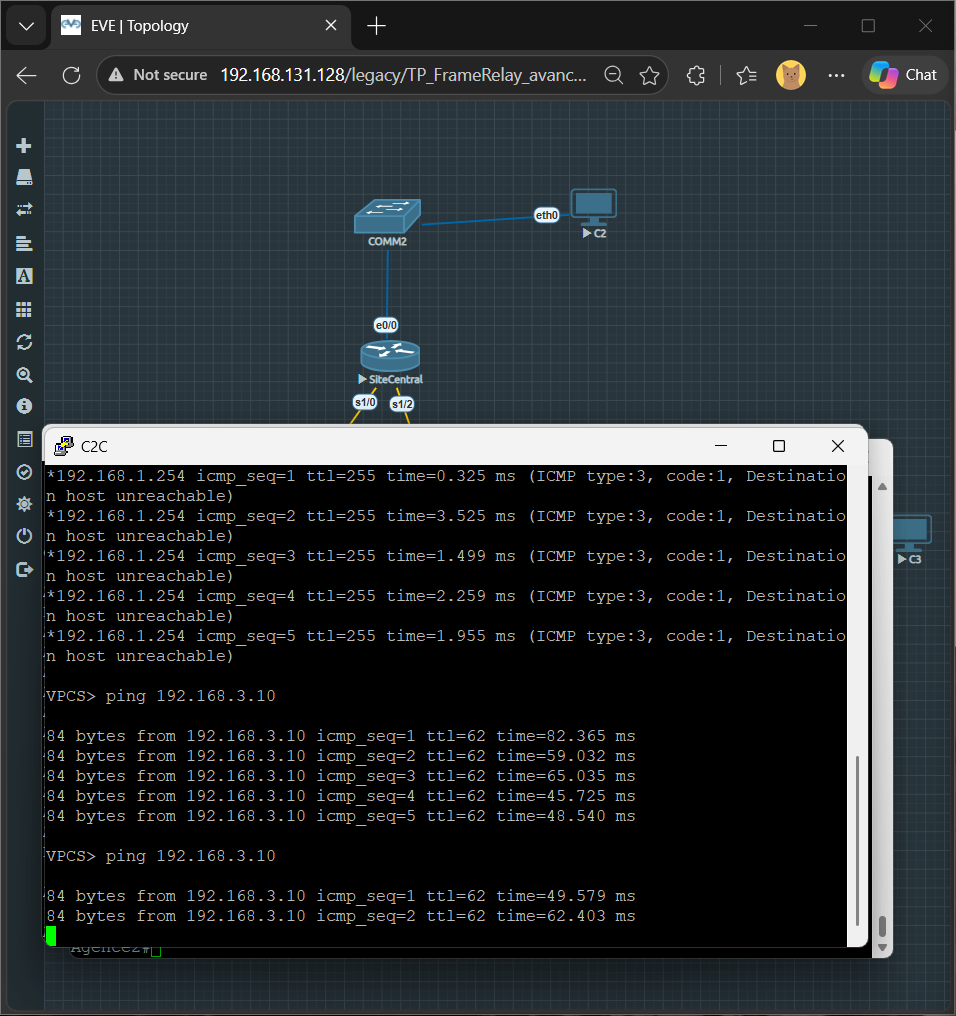 EVE | Topology
Not secure 192.168.131.128/legacy/TP_FrameRelay_avanc...
Chat
eth0
C2
COMM2
e0/0
SiteCentral
s1/0
s1/2
C2C
*192.168.1.254 icmp_seq=1 ttl=255 time=0.325 ms (ICMP type:3, code:1, Destinatio
n host unreachable)
*192.168.1.254 icmp_seq=2 ttl=255 time=3.525 ms (ICMP type:3, code:1, Destinatio
n host unreachable)
*192.168.1.254 icmp_seq=3 ttl=255 time=1.499 ms (ICMP type:3, code:1, Destinatio
n host unreachable)
*192.168.1.254 icmp_seq=4 ttl=255 time=2.259 ms (ICMP type:3, code:1, Destinatio
n host unreachable)
*192.168.1.254 icmp_seq=5 ttl=255 time=1.955 ms (ICMP type:3, code:1, Destinatio
n host unreachable)
C3
VPCS> ping 192.168.3.10
84 bytes from 192.168.3.10 icmp_seq=1 ttl=62 time=82.365 ms
84 bytes from 192.168.3.10 icmp_seq=2 ttl=62 time=59.032 ms
84 bytes from 192.168.3.10 icmp_seq=3 ttl=62 time=65.035 ms
84 bytes from 192.168.3.10 icmp_seq=4 ttl=62 time=45.725 ms
84 bytes from 192.168.3.10 icmp_seq=5 ttl=62 time=48.540 ms
VPCS> ping 192.168.3.10
84 bytes from 192.168.3.10 icmp_seq=1 ttl=62 time=49.579 ms
84 bytes from 192.168.3.10 icmp_seq=2 ttl=62 time=62.403 ms
Agence2#